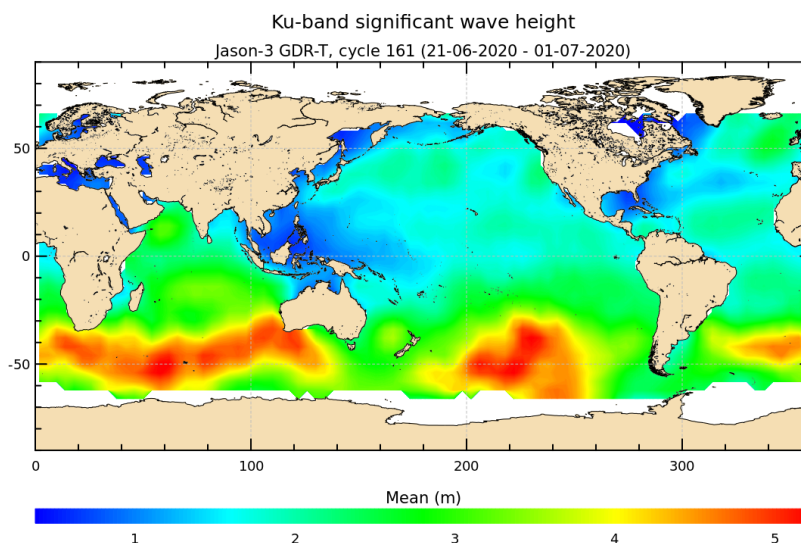 Ku-band significant wave height
Jason-3 GDR-T, cycle 161 (21-06-2020 - 01-07-2020)
50
0
-50
0 100 200 300
Mean (m)
1 2 3 4 5